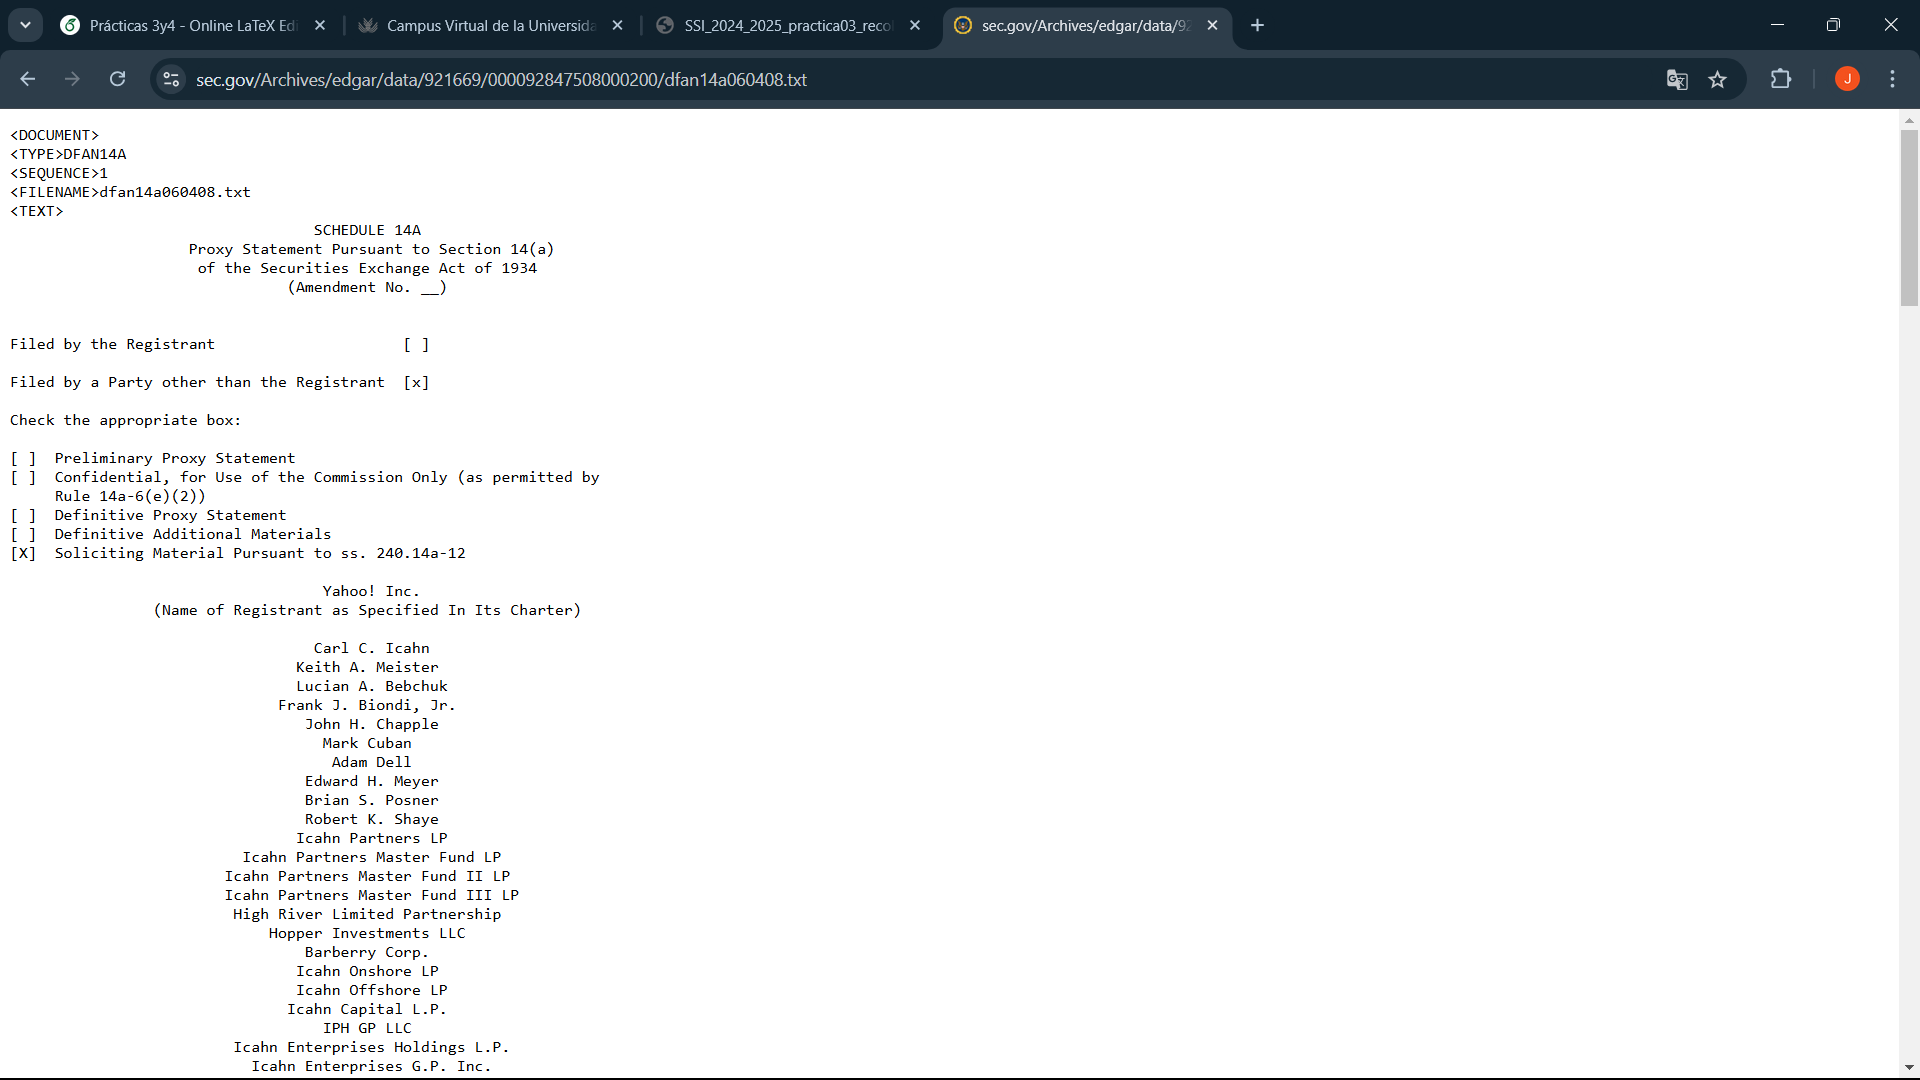 Prácticas 3y4 - Online LaTeX Edi
Campus Virtual de la Universida
SSI_2024_2025_practica03_reco
sec.gov/Archives/edgar/data/92
sec.gov/Archives/edgar/data/921669/000092847508000200/dfan14a060408.txt
J
<DOCUMENT>
<TYPE>DFAN14A
<SEQUENCE>1
<FILENAME>dfan14a060408.txt
<TEXT>
SCHEDULE 14A
Proxy Statement Pursuant to Section 14(a)
of the Securities Exchange Act of 1934
(Amendment No. __)
Filed by the Registrant [ ]
Filed by a Party other than the Registrant [x]
Check the appropriate box:
[ ] Preliminary Proxy Statement
[ ] Confidential, for Use of the Commission Only (as permitted by
Rule 14a-6(e)(2))
[ ] Definitive Proxy Statement
[ ] Definitive Additional Materials
[X] Soliciting Material Pursuant to ss. 240.14a-12
Yahoo! Inc.
(Name of Registrant as Specified In Its Charter)
Carl C. Icahn
Keith A. Meister
Lucian A. Bebchuk
Frank J. Biondi, Jr.
John H. Chapple
Mark Cuban
Adam Dell
Edward H. Meyer
Brian S. Posner
Robert K. Shaye
Icahn Partners LP
Icahn Partners Master Fund LP
Icahn Partners Master Fund II LP
Icahn Partners Master Fund III LP
High River Limited Partnership
Hopper Investments LLC
Barberry Corp.
Icahn Onshore LP
Icahn Offshore LP
Icahn Capital L.P.
IPH GP LLC
Icahn Enterprises Holdings L.P.
Icahn Enterprises G.P. Inc.